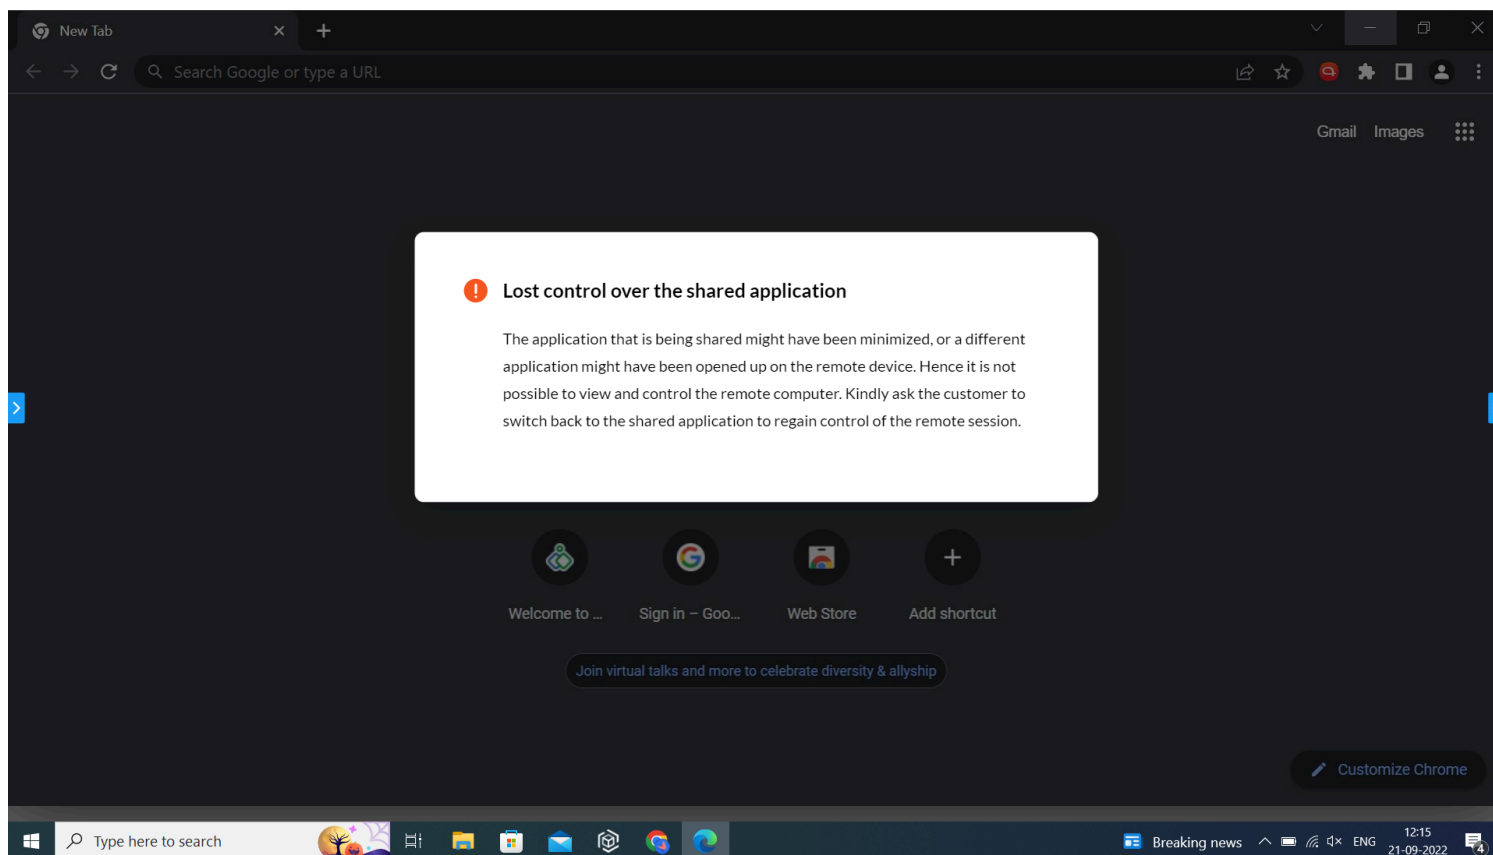 New Tab
Search Google or type a URL
Gmail Images
Lost control over the shared application
The application that is being shared might have been minimized, or a different
application might have been opened up on the remote device. Hence it is not
possible to view and control the remote computer. Kindly ask the customer to
switch back to the shared application to regain control of the remote session.
Welcome to ... Sign in – Goo... Web Store Add shortcut
Join virtual talks and more to celebrate diversity & allyship
Customize Chrome
Type here to search
Breaking news ENG 12:15
21-09-2022 4